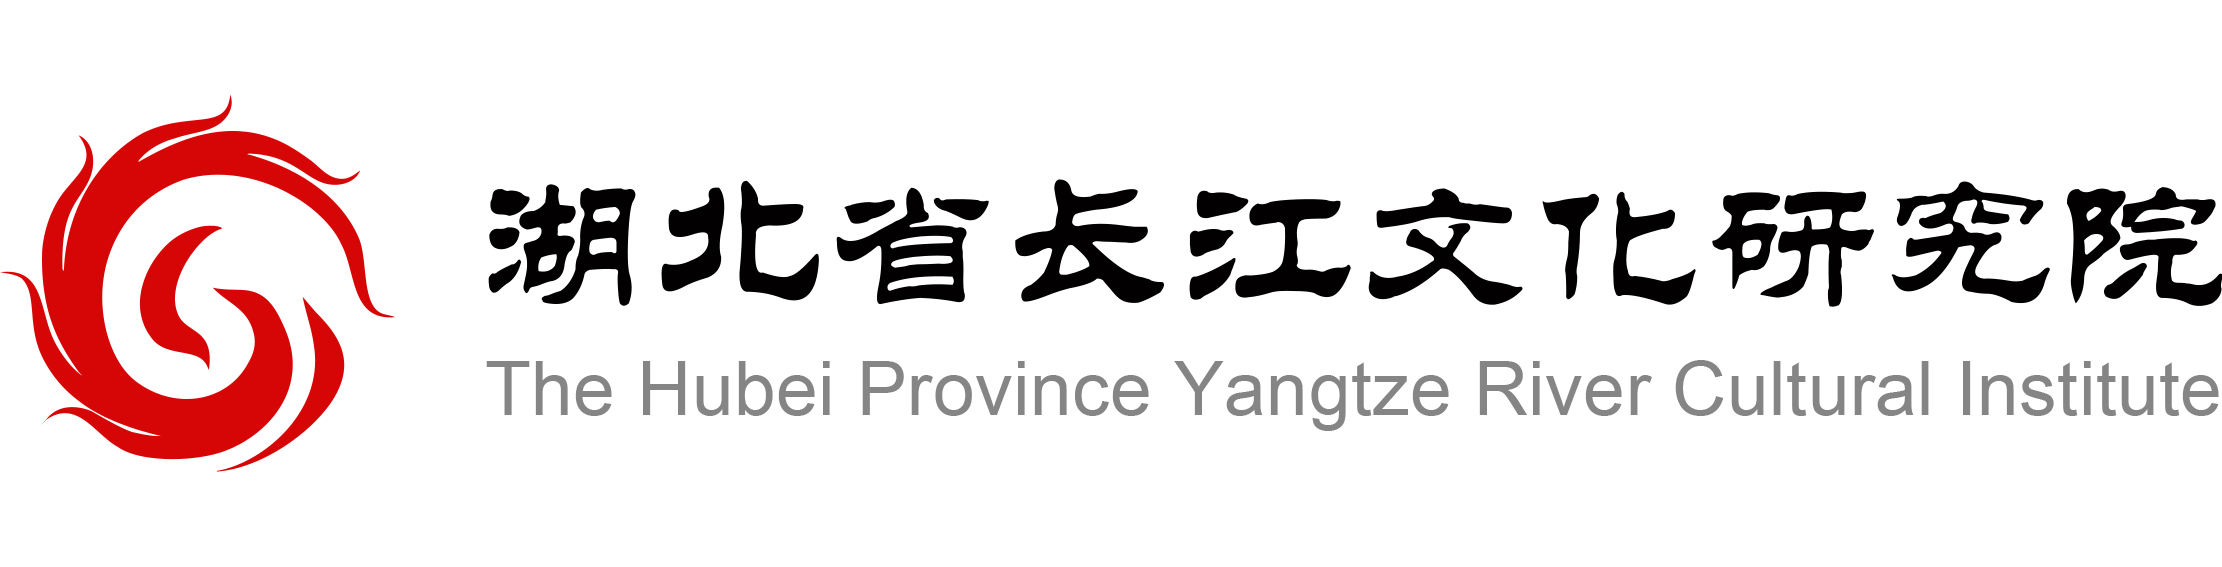 湖北省长江文化研究院
The Hubei Province Yangtze River Cultural Institute